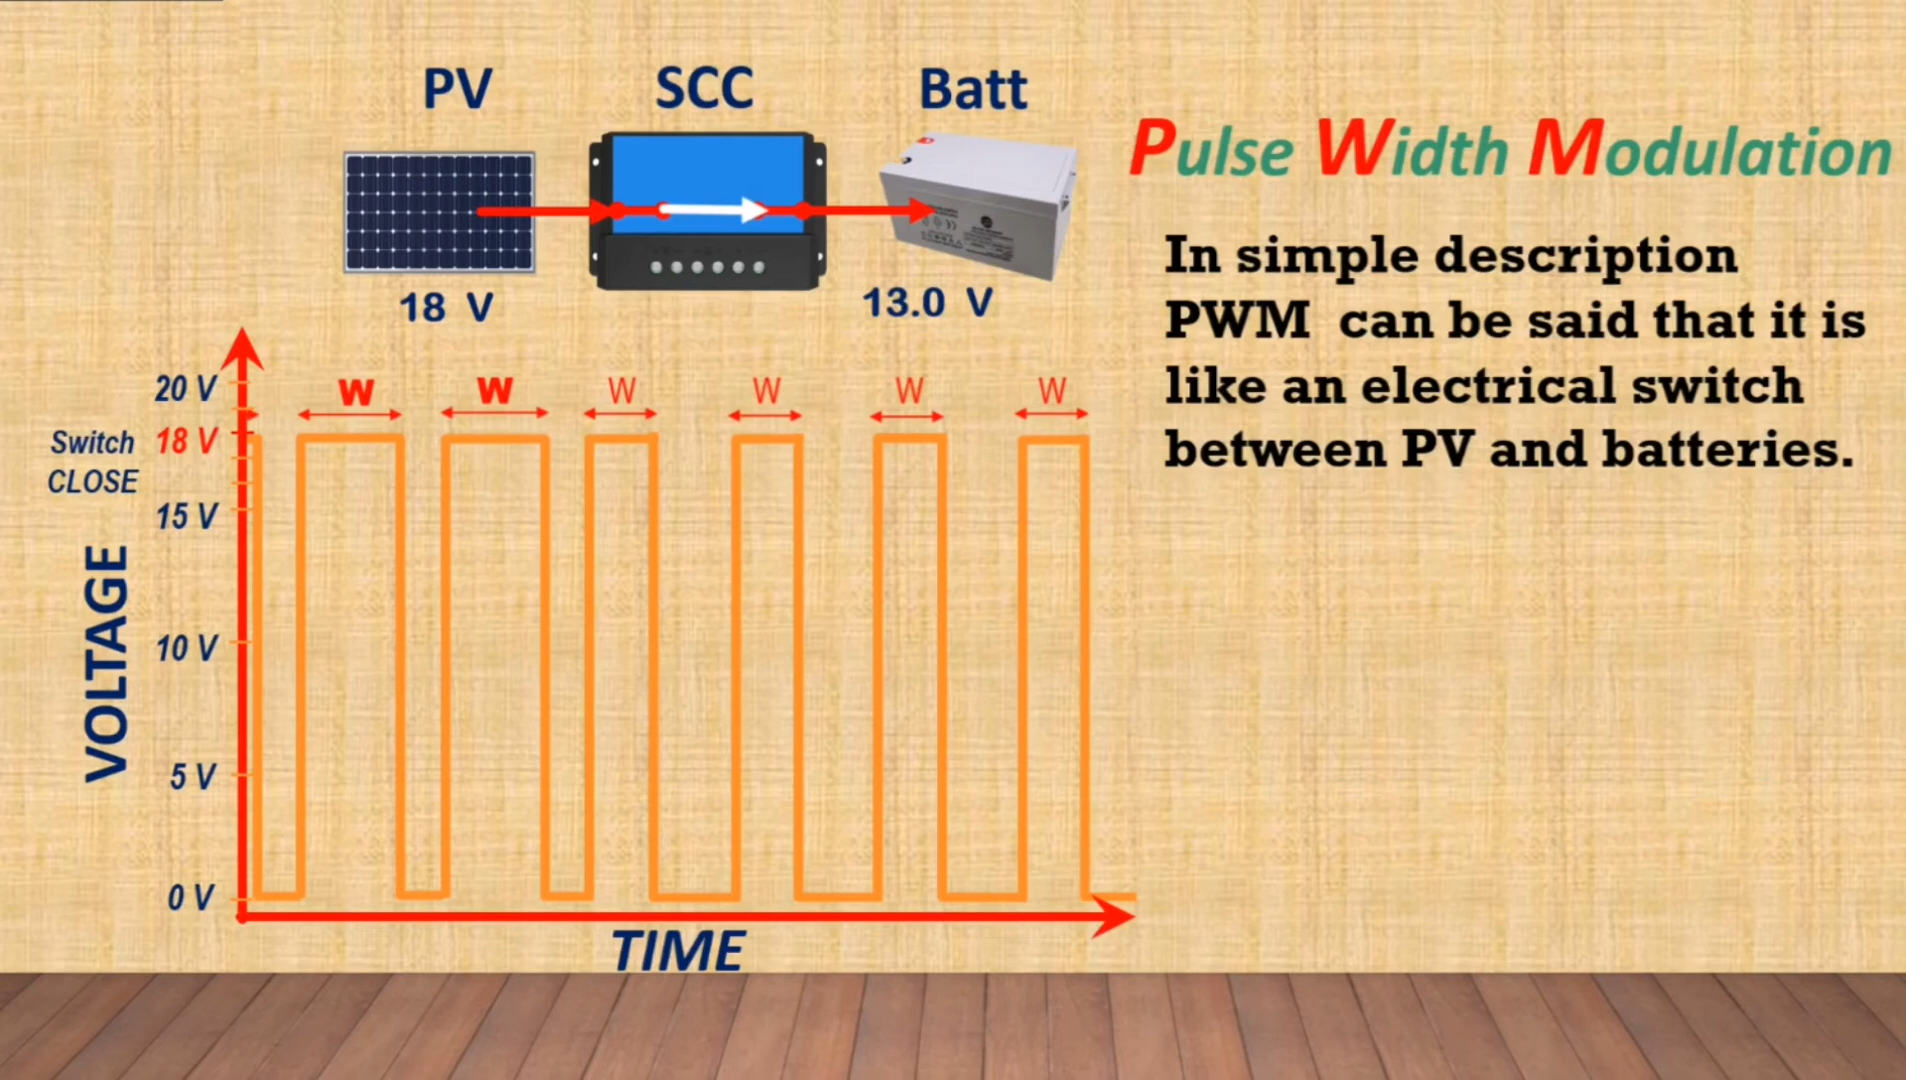 PV
SCC
Batt
18 V
13.0 V
Pulse Width Modulation
In simple description
PWM can be said that it is
like an electrical switch
between PV and batteries.
20 V
W W W W W W
Switch
CLOSE
18 V
15 V
VOLTAGE
10 V
5 V
0 V
TIME